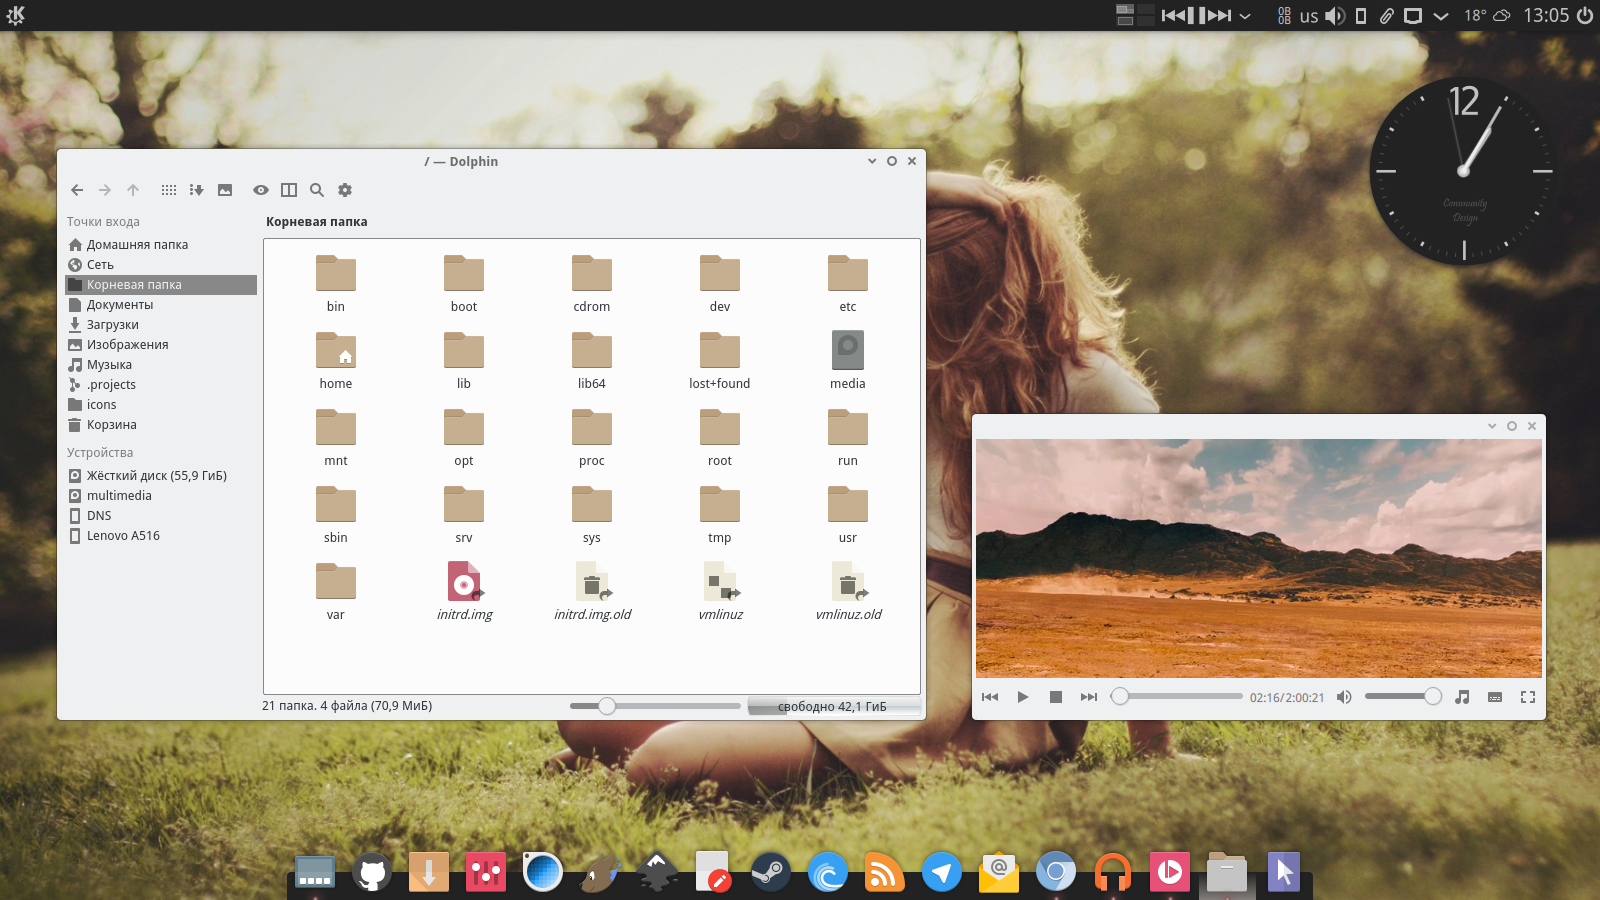 0B
0B
us
18°
13:05
12
Community
Design
/ — Dolphin
Точки входа
Домашняя папка
Сеть
Корневая папка
Документы
Загрузки
Изображения
Музыка
.projects
icons
Корзина
Устройства
Жёсткий диск (55,9 ГиБ)
multimedia
DNS
Lenovo A516
Корневая папка
bin boot cdrom dev etc
home lib lib64 lost+found media
mnt opt proc root run
sbin srv sys tmp usr
var initrd.img initrd.img.old vmlinuz vmlinuz.old
21 папка. 4 файла (70,9 МиБ)
свободно 42,1 ГиБ
02:16/2:00:21